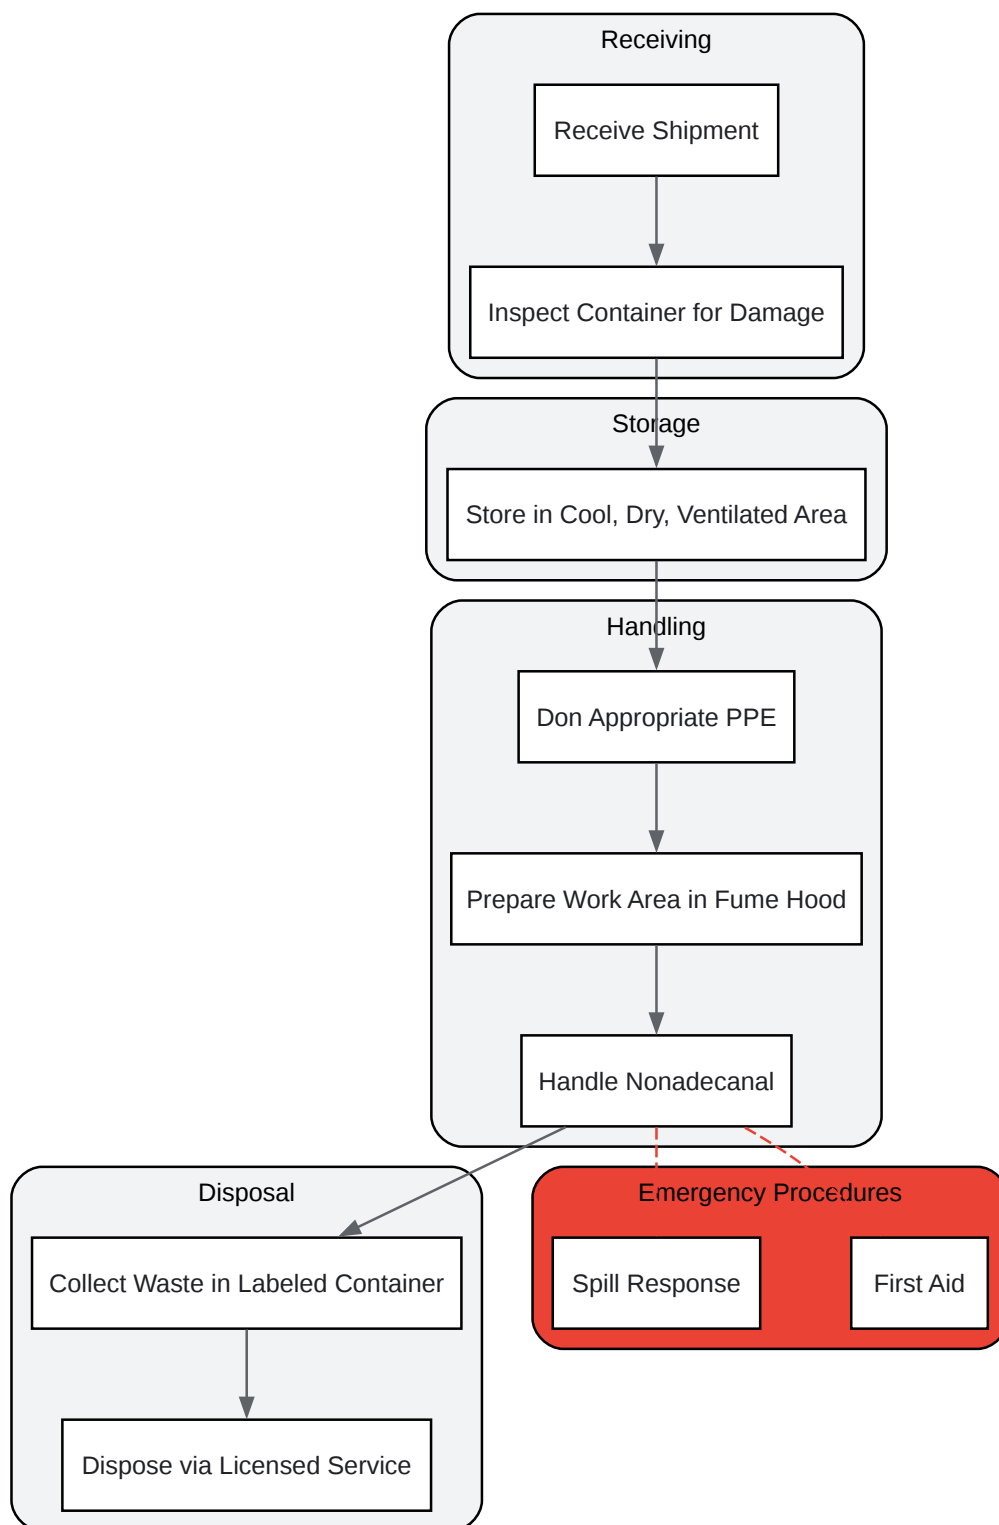 Receiving
Receive Shipment
Inspect Container for Damage
Storage
Store in Cool, Dry, Ventilated Area
Handling
Don Appropriate PPE
Prepare Work Area in Fume Hood
Handle Nonadecanal
Disposal
Collect Waste in Labeled Container
Dispose via Licensed Service
Emergency Procedures
Spill Response
First Aid